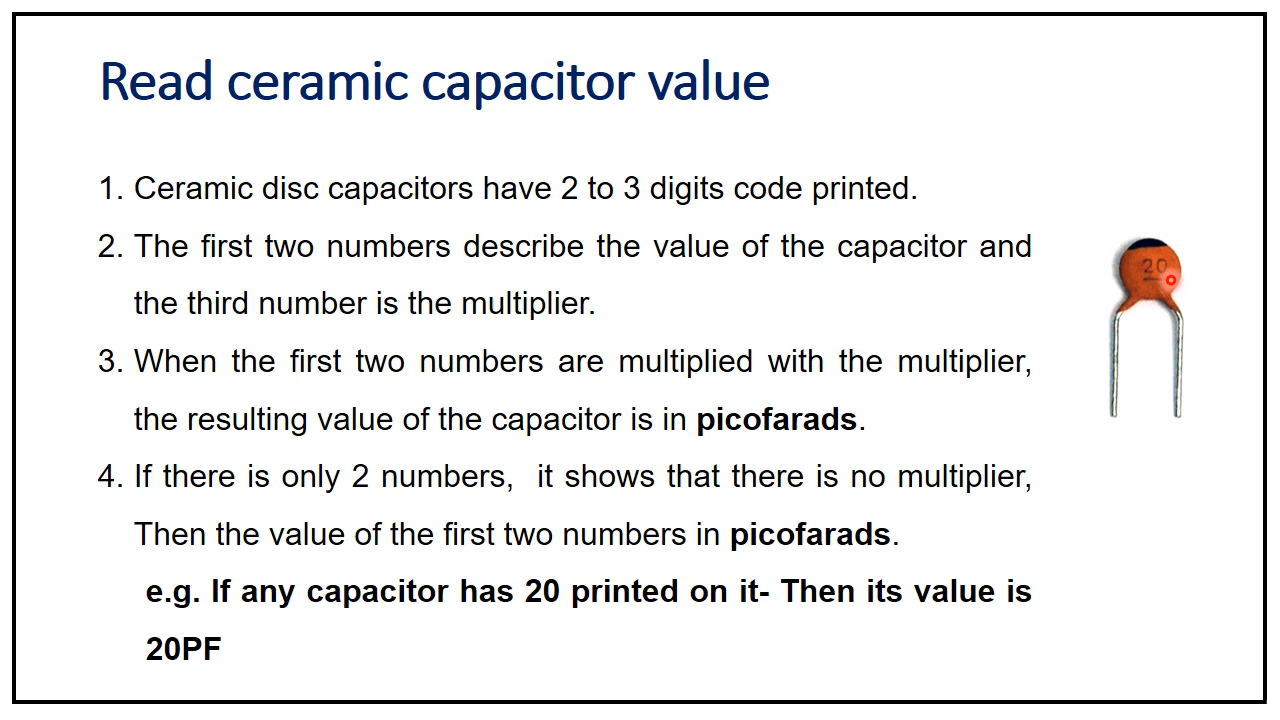 Read ceramic capacitor value
1. Ceramic disc capacitors have 2 to 3 digits code printed.
2. The first two numbers describe the value of the capacitor and
the third number is the multiplier.
3. When the first two numbers are multiplied with the multiplier,
the resulting value of the capacitor is in picofarads.
4. If there is only 2 numbers,  it shows that there is no multiplier,
Then the value of the first two numbers in picofarads.
e.g. If any capacitor has 20 printed on it- Then its value is
20PF
20